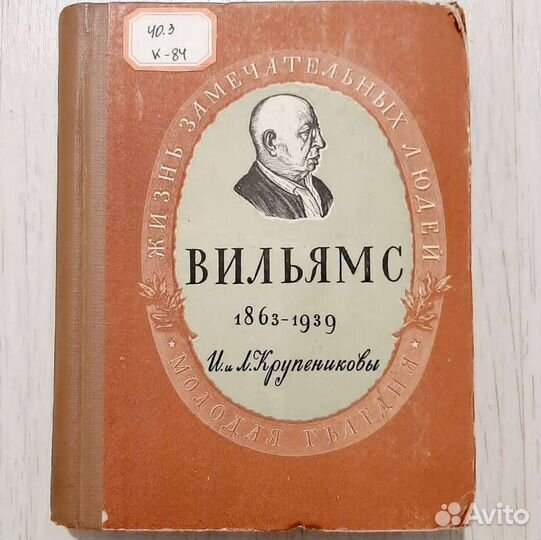 40.3
К-84
ЖИЗНЬ ЗАМЕЧАТЕЛЬНЫХ ЛЮДЕЙ
ВИЛЬЯМС
1863-1939
И. и Л. Крупениковы
МОЛОДАЯ ГВАРДИЯ
Avito